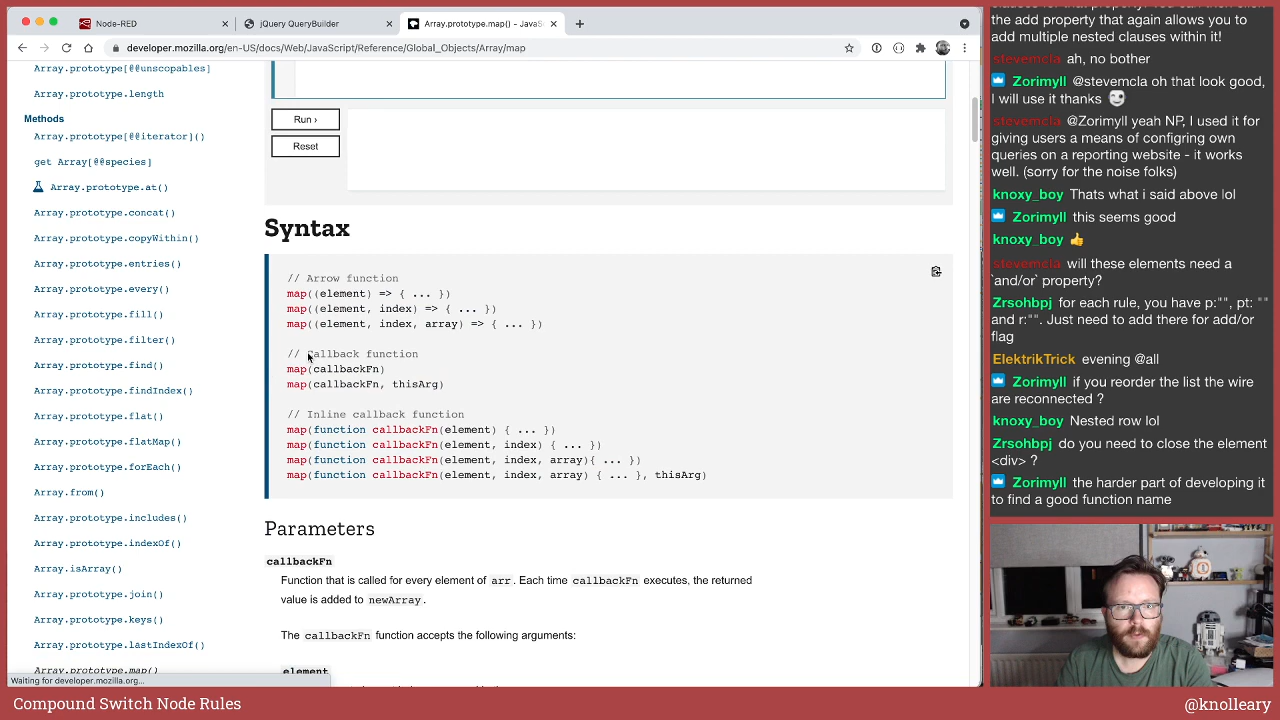 Node-RED
jQuery QueryBuilder
Array.prototype.map() - JavaS
developer.mozilla.org/en-US/docs/Web/JavaScript/Reference/Global_Objects/Array/map
Array.prototype[@@unscopables]
Array.prototype.length
Methods
Array.prototype[@@iterator]()
get Array[@@species]
Array.prototype.at()
Array.prototype.concat()
Array.prototype.copyWithin()
Array.prototype.entries()
Array.prototype.every()
Array.prototype.fill()
Array.prototype.filter()
Array.prototype.find()
Array.prototype.findIndex()
Array.prototype.flat()
Array.prototype.flatMap()
Array.prototype.forEach()
Array.from()
Array.prototype.includes()
Array.prototype.indexOf()
Array.isArray()
Array.prototype.join()
Array.prototype.keys()
Array.prototype.lastIndexOf()
Array.prototype.map()
Waiting for developer.mozilla.org...
Run ›
Reset
Syntax
// Arrow function
map((element) => { ... })
map((element, index) => { ... })
map((element, index, array) => { ... })
// Callback function
map(callbackFn)
map(callbackFn, thisArg)
// Inline callback function
map(function callbackFn(element) { ... })
map(function callbackFn(element, index) { ... })
map(function callbackFn(element, index, array){ ... })
map(function callbackFn(element, index, array) { ... }, thisArg)
Parameters
callbackFn
Function that is called for every element of arr. Each time callbackFn executes, the returned
value is added to newArray.
The callbackFn function accepts the following arguments:
element
the add property that again allows you to
add multiple nested clauses within it!
stevemcla ah, no bother
Zorimyll @stevemcla oh that look good,
I will use it thanks
stevemcla @Zorimyll yeah NP, I used it for
giving users a means of configring own
queries on a reporting website - it works
well. (sorry for the noise folks)
knoxy_boy Thats what i said above lol
Zorimyll this seems good
knoxy_boy 👍
stevemcla will these elements need a
`and/or` property?
Zrsohbpj for each rule, you have p:"", pt: ""
and r:"". Just need to add there for add/or
flag
ElektrikTrick evening @all
Zorimyll if you reorder the list the wire
are reconnected ?
knoxy_boy Nested row lol
Zrsohbpj do you need to close the element
<div> ?
Zorimyll the harder part of developing it
is to find a good function name
Compound Switch Node Rules
@knolleary